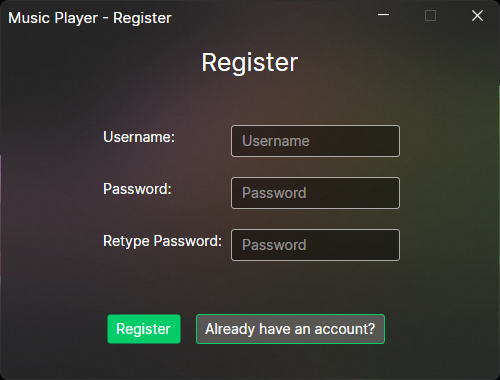 Music Player - Register
Register
Username: Username
Password: Password
Retype Password: Password
Register Already have an account?